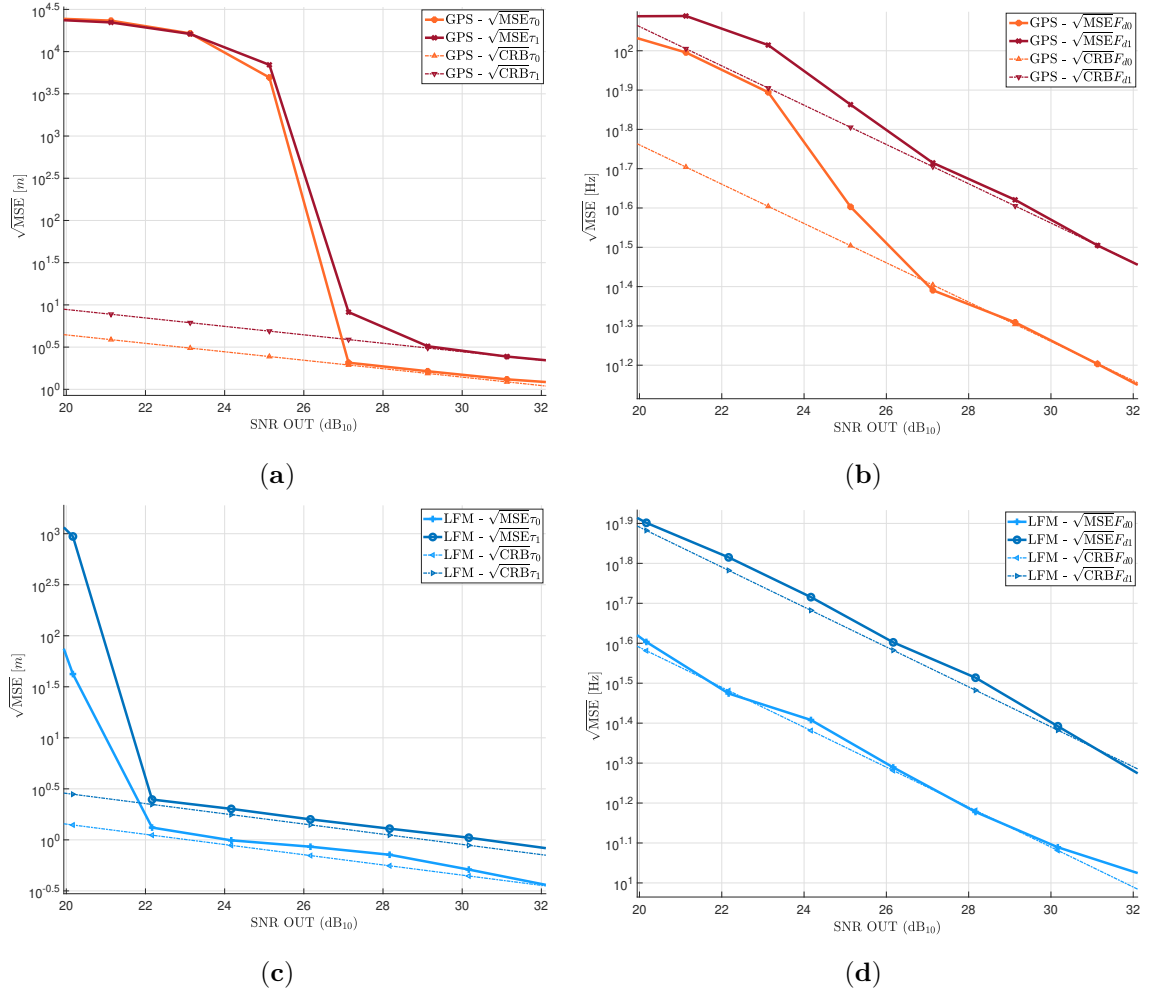 10^4.5
10^4
10^3.5
10^3
10^2.5
10^2
10^1.5
10^1
10^0.5
10^0
√MSE [m]
20 22 24 26 28 30 32
SNR OUT (dB₁₀)
GPS - √MSEτ₀
GPS - √MSEτ₁
GPS - √CRBτ₀
GPS - √CRBτ₁
(a)
10^2
10^1.9
10^1.8
10^1.7
10^1.6
10^1.5
10^1.4
10^1.3
10^1.2
√MSE [Hz]
20 22 24 26 28 30 32
SNR OUT (dB₁₀)
GPS - √MSEF_d0
GPS - √MSEF_d1
GPS - √CRBF_d0
GPS - √CRBF_d1
(b)
10^3
10^2.5
10^2
10^1.5
10^1
10^0.5
10^0
10^-0.5
√MSE [m]
20 22 24 26 28 30 32
SNR OUT (dB₁₀)
LFM - √MSEτ₀
LFM - √MSEτ₁
LFM - √CRBτ₀
LFM - √CRBτ₁
(c)
10^1.9
10^1.8
10^1.7
10^1.6
10^1.5
10^1.4
10^1.3
10^1.2
10^1.1
10^1
√MSE [Hz]
20 22 24 26 28 30 32
SNR OUT (dB₁₀)
LFM - √MSEF_d0
LFM - √MSEF_d1
LFM - √CRBF_d0
LFM - √CRBF_d1
(d)